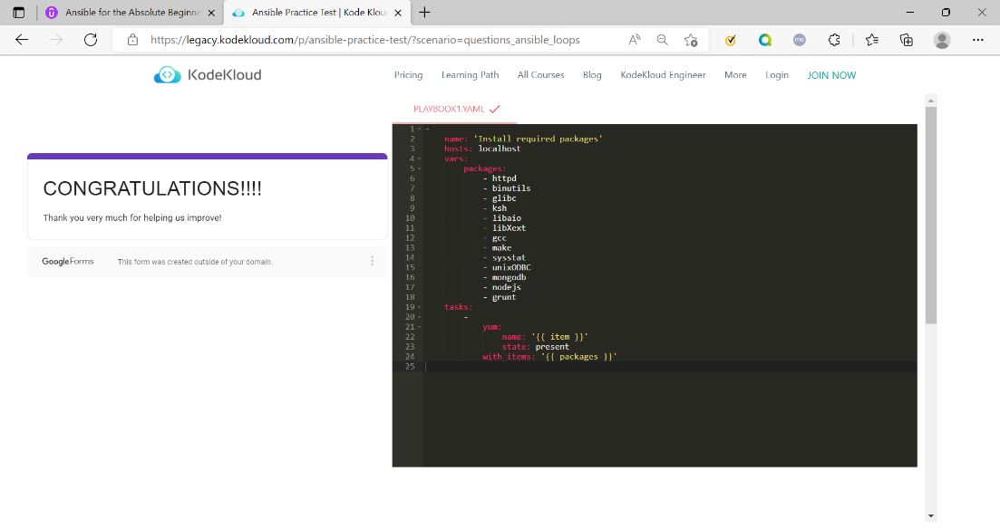 Ansible for the Absolute Beginne
Ansible Practice Test | Kode Klou
https://legacy.kodekloud.com/p/ansible-practice-test/?scenario=questions_ansible_loops
KodeKloud
Pricing
Learning Path
All Courses
Blog
KodeKloud Engineer
More
Login
JOIN NOW
CONGRATULATIONS!!!!
Thank you very much for helping us improve!
Google Forms
This form was created outside of your domain.
PLAYBOOK1.YAML
1 -
2 name: 'Install required packages'
3 hosts: localhost
4 vars:
5 packages:
6 - httpd
7 - binutils
8 - glibc
9 - ksh
10 - libaio
11 - libXext
12 - gcc
13 - make
14 - sysstat
15 - unixODBC
16 - mongodb
17 - nodejs
18 - grunt
19 tasks:
20 -
21 yum:
22 name: '{{ item }}'
23 state: present
24 with_items: '{{ packages }}'
25